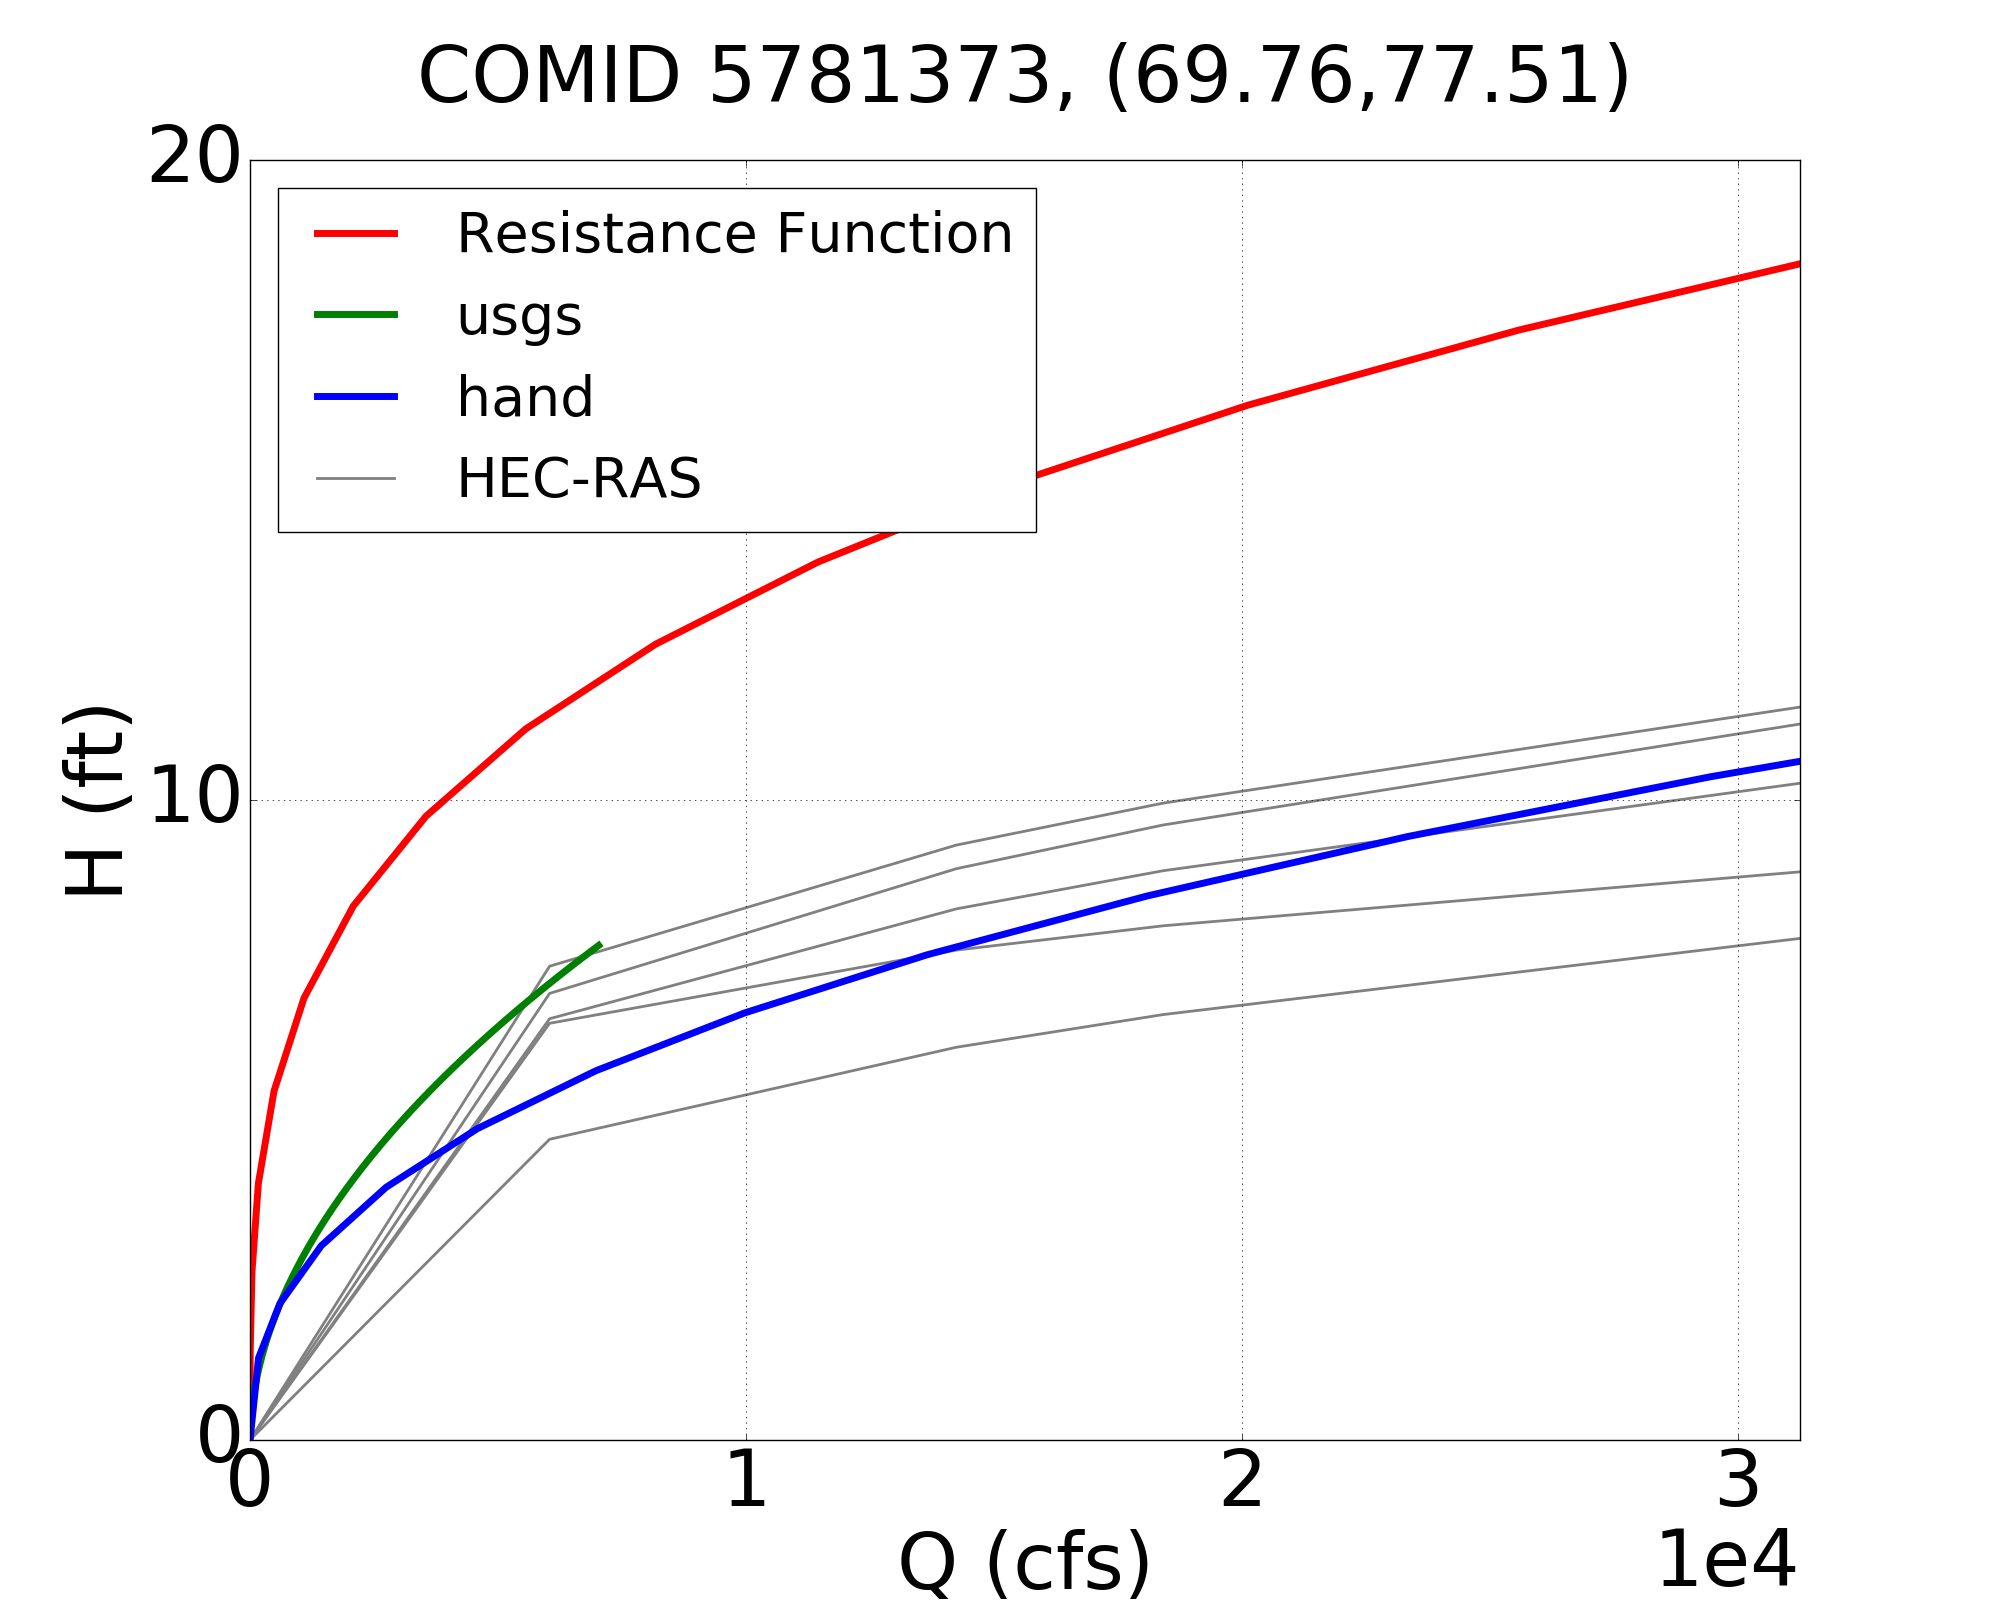 COMID 5781373, (69.76,77.51)
20
Resistance Function
usgs
hand
HEC-RAS
H (ft)
10
0
0 1 2 3
1e4
Q (cfs)